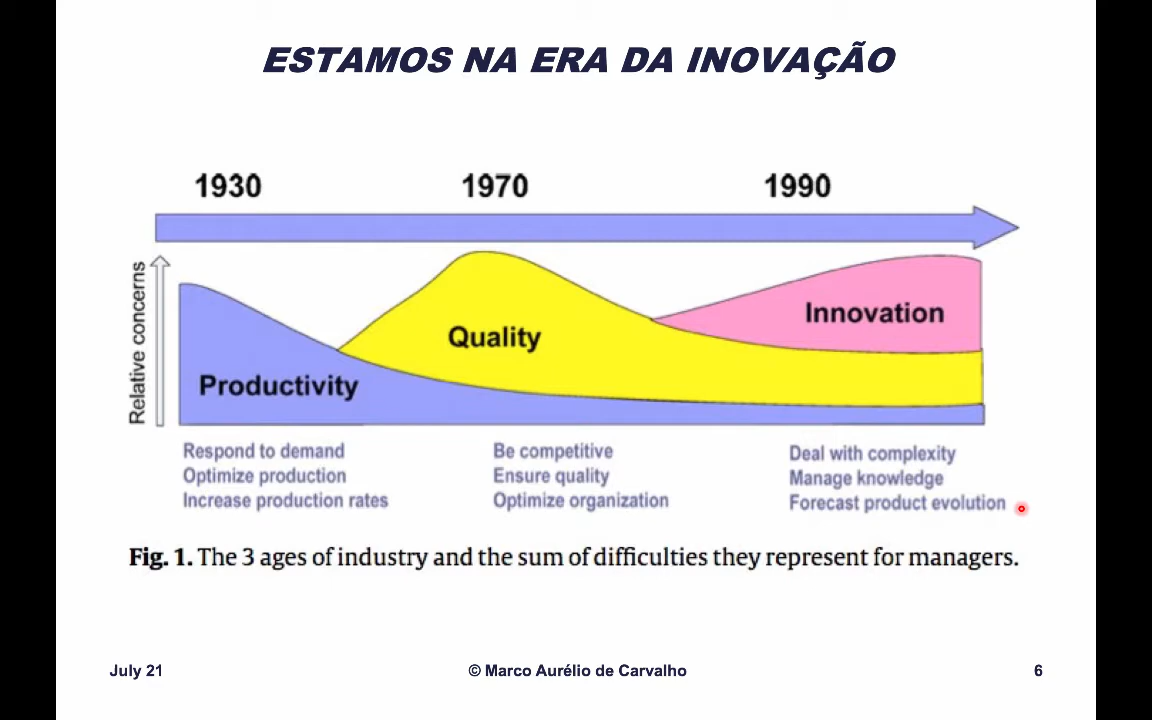 ESTAMOS NA ERA DA INOVAÇÃO
1930 1970 1990
Relative concerns
Productivity
Quality
Innovation
Respond to demand
Optimize production
Increase production rates
Be competitive
Ensure quality
Optimize organization
Deal with complexity
Manage knowledge
Forecast product evolution
Fig. 1. The 3 ages of industry and the sum of difficulties they represent for managers.
July 21 © Marco Aurélio de Carvalho 6